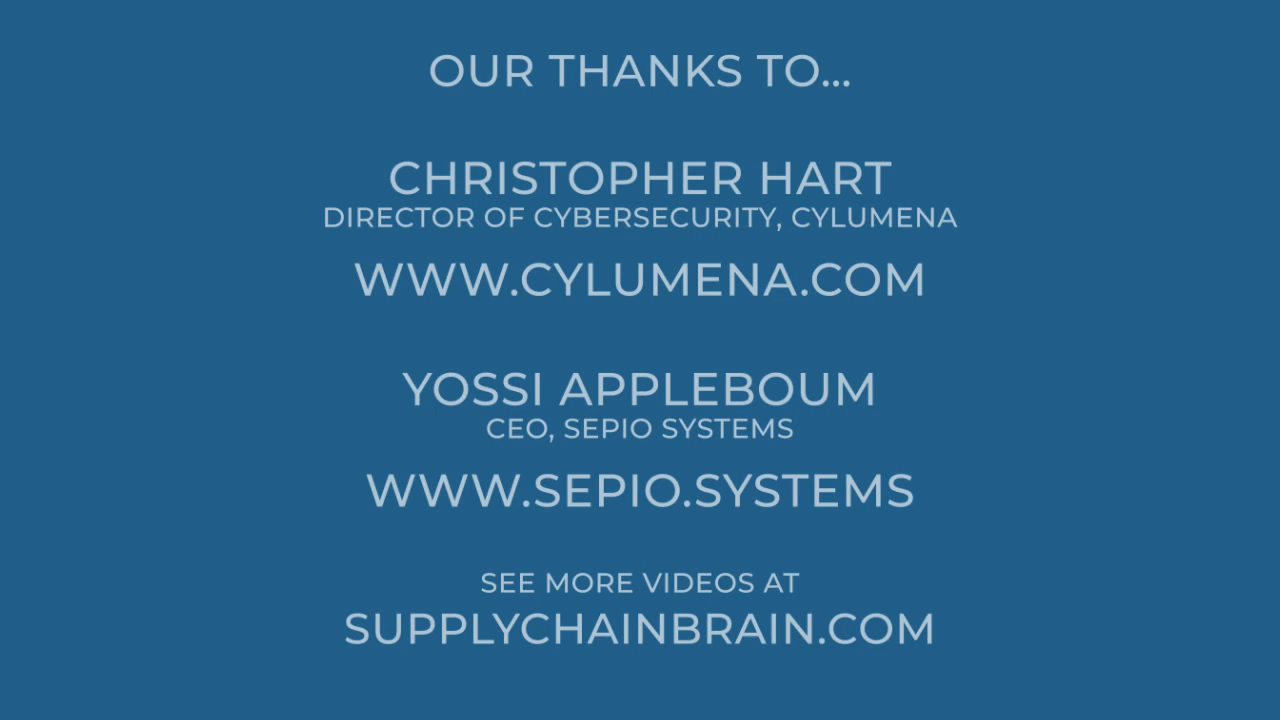 OUR THANKS TO...
CHRISTOPHER HART
DIRECTOR OF CYBERSECURITY, CYLUMENA
WWW.CYLUMENA.COM
YOSSI APPLEBOUM
CEO, SEPIO SYSTEMS
WWW.SEPIO.SYSTEMS
SEE MORE VIDEOS AT
SUPPLYCHAINBRAIN.COM